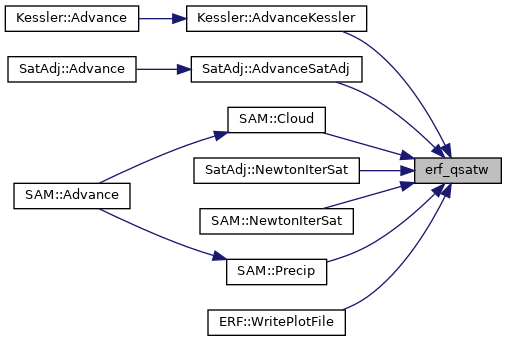 Kessler::Advance
Kessler::AdvanceKessler
SatAdj::Advance
SatAdj::AdvanceSatAdj
SAM::Cloud
SatAdj::NewtonIterSat
erf_qsatw
SAM::Advance
SAM::NewtonIterSat
SAM::Precip
ERF::WritePlotFile